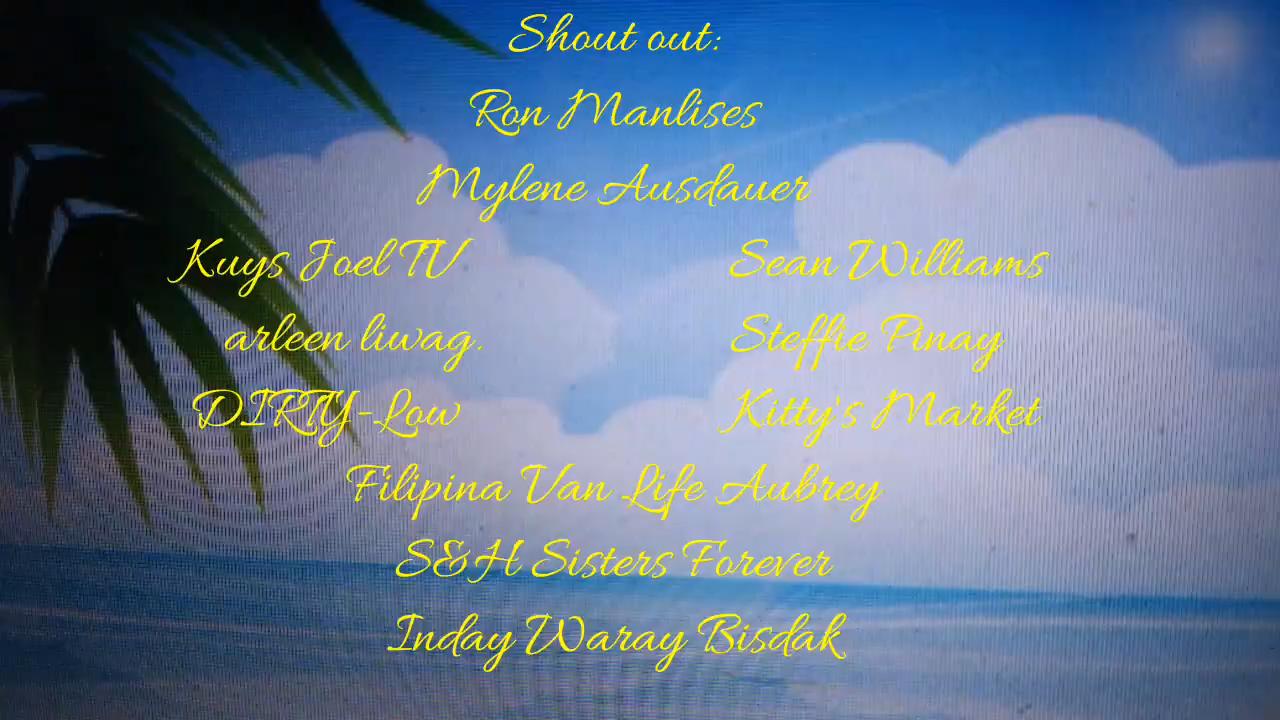 Shout out:
Ron Manlises
Mylene Ausdauer
Kuys Joel TV Sean Williams
arleen liwag. Steffie Pinay
DIRTY-Low Kitty's Market
Filipina Van Life Aubrey
S&H Sisters Forever
Inday Waray Bisdak